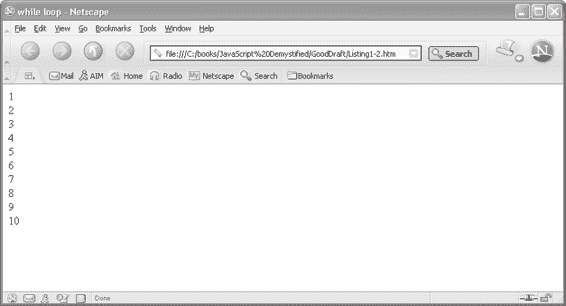 while loop - Netscape
File Edit View Go Bookmarks Tools Window Help
file:///C:/books/JavaScript%20Demystified/GoodDraft/Listing1-2.htm Search
Mail AIM Home Radio My Netscape Search Bookmarks
1
2
3
4
5
6
7
8
9
10
Done